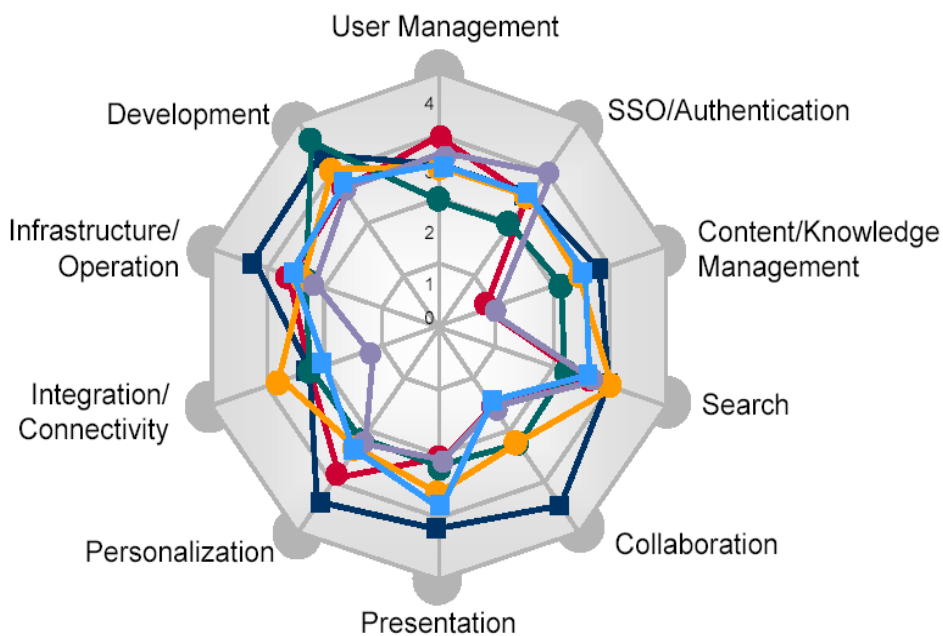 User Management
Development
SSO/Authentication
4
3
2
1
0
Infrastructure/
Operation
Content/Knowledge
Management
Integration/
Connectivity
Search
Personalization
Collaboration
Presentation